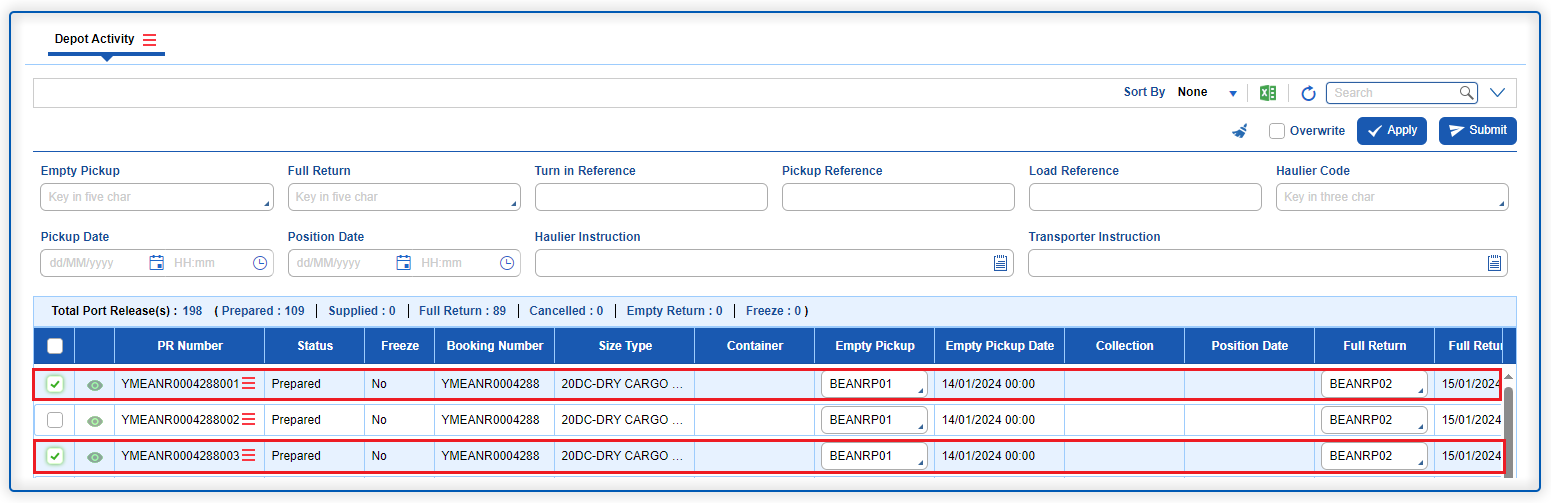 Depot Activity
Sort By None Search
Overwrite Apply Submit
Empty Pickup Full Return Turn in Reference Pickup Reference Load Reference Haulier Code
Key in five char Key in five char Key in three char
Pickup Date Position Date Haulier Instruction Transporter Instruction
dd/MM/yyyy HH:mm dd/MM/yyyy HH:mm
Total Port Release(s) : 198 ( Prepared : 109 | Supplied : 0 | Full Return : 89 | Cancelled : 0 | Empty Return : 0 | Freeze : 0 )
PR Number Status Freeze Booking Number Size Type Container Empty Pickup Empty Pickup Date Collection Position Date Full Return Full Retur
YMEANR0004288001 Prepared No YMEANR0004288 20DC-DRY CARGO ... BEANRP01 14/01/2024 00:00 BEANRP02 15/01/2024
YMEANR0004288002 Prepared No YMEANR0004288 20DC-DRY CARGO ... BEANRP01 14/01/2024 00:00 BEANRP02 15/01/2024
YMEANR0004288003 Prepared No YMEANR0004288 20DC-DRY CARGO ... BEANRP01 14/01/2024 00:00 BEANRP02 15/01/2024